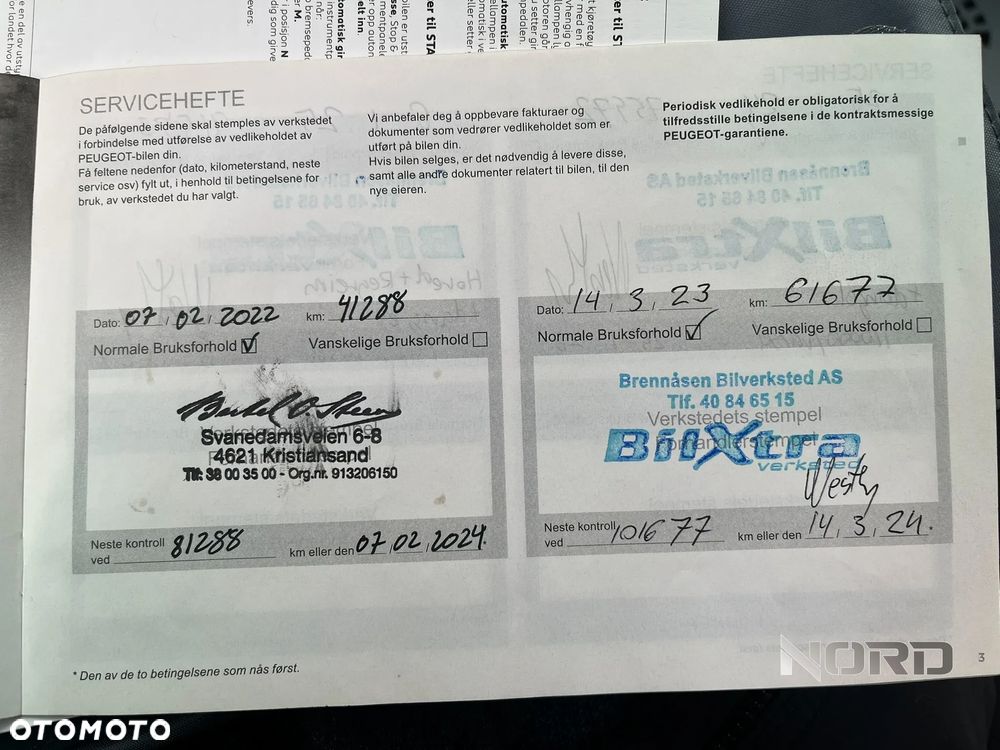 SERVICEHEFTE
De påfølgende sidene skal stemples av verkstedet
i forbindelse med utførelse av vedlikeholdet av
PEUGEOT-bilen din.
Få feltene nedenfor (dato, kilometerstand, neste
service osv) fylt ut, i henhold til betingelsene for
bruk, av verkstedet du har valgt.
Vi anbefaler deg å oppbevare fakturaer og
dokumenter som vedrører vedlikeholdet som er
utført på bilen din.
Hvis bilen selges, er det nødvendig å levere disse,
samt alle andre dokumenter relatert til bilen, til den
nye eieren.
Periodisk vedlikehold er obligatorisk for å
tilfredsstille betingelsene i de kontraktsmessige
PEUGEOT-garantiene.
Dato: 07, 02, 2022 km: 41288
Normale Bruksforhold Vanskelige Bruksforhold
Svanedamsveien 6-8
4621 Kristiansand
Tlf: 38 00 35 00 - Org.nr. 913206150
Neste kontroll
ved 81288 km eller den 07, 02, 2024
Dato: 14, 3, 23 km: 61677
Normale Bruksforhold Vanskelige Bruksforhold
Brennåsen Bilverksted AS
Tlf. 40 84 65 15
Verkstedets stempel
Forhandlerstempel
BilXtra
verksted
Neste kontroll
ved 101677 km eller den 14, 3, 24.
* Den av de to betingelsene som nås først.
NORD
3
OTOMOTO